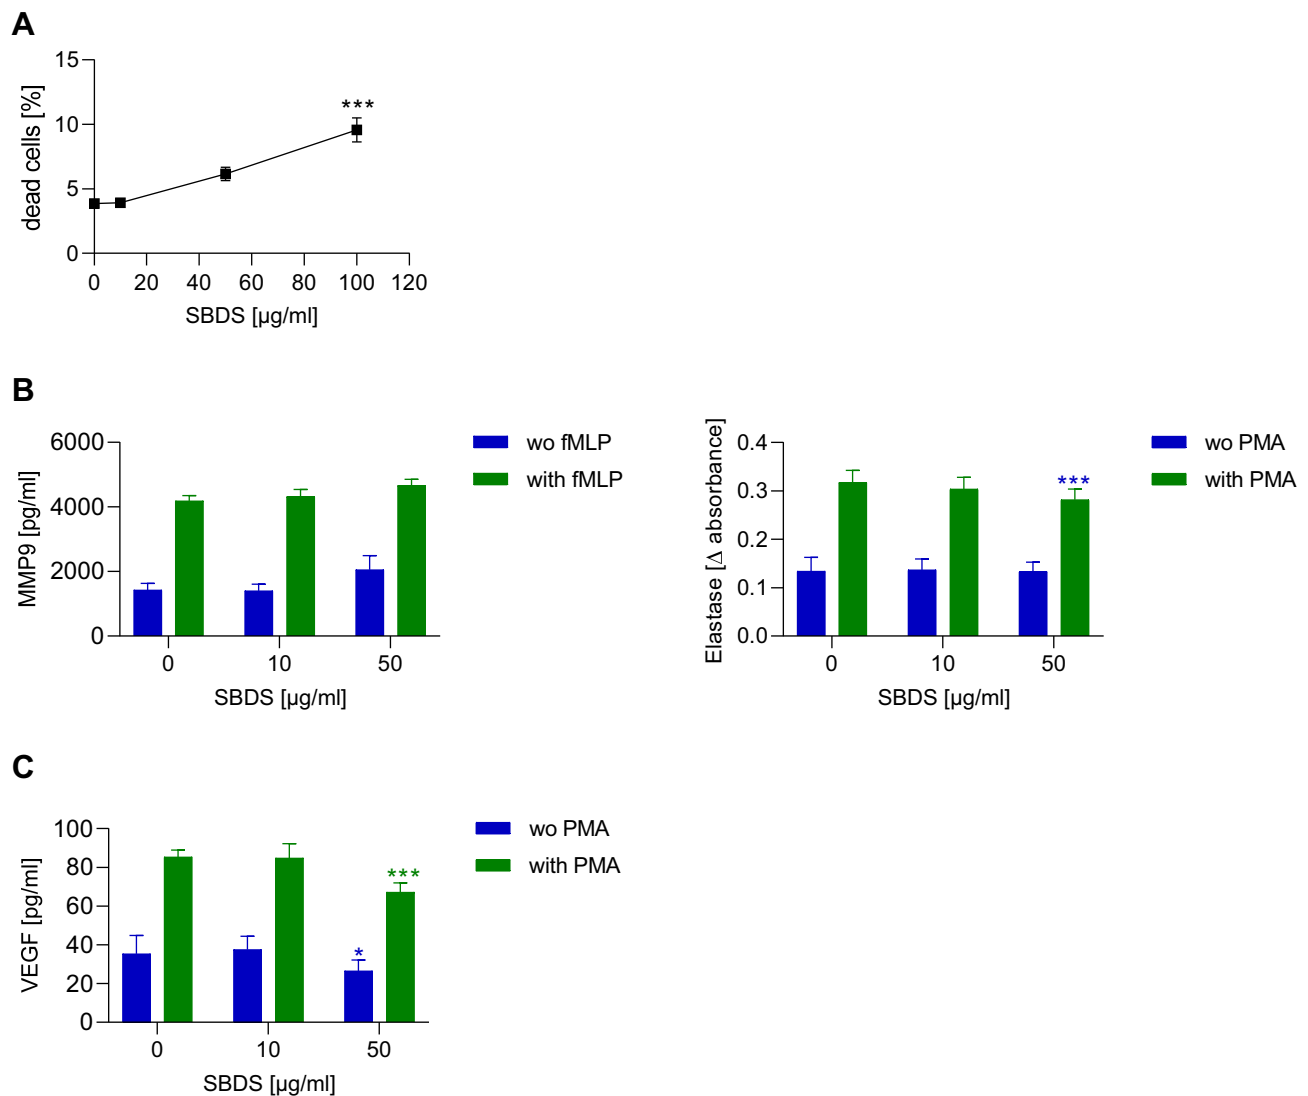 A
15
10
5
0
dead cells [%]
***
0 20 40 60 80 100 120
SBDS [µg/ml]
B
6000
4000
2000
0
MMP9 [pg/ml]
0 10 50
SBDS [µg/ml]
wo fMLP
with fMLP
0.4
0.3
0.2
0.1
0.0
Elastase [Δ absorbance]
***
0 10 50
SBDS [µg/ml]
wo PMA
with PMA
C
100
80
60
40
20
0
VEGF [pg/ml]
*
***
0 10 50
SBDS [µg/ml]
wo PMA
with PMA